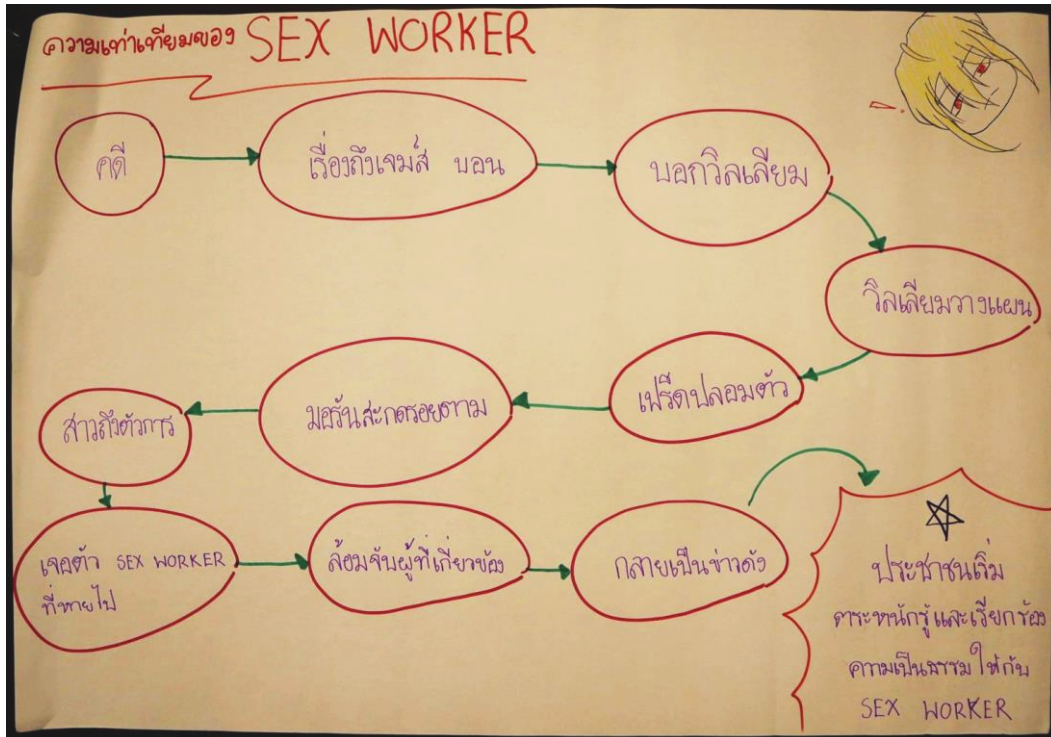 ความเท่าเทียมของ SEX WORKER
คดี
เรื่องถึงเจมส์ บอน
บอกวิลเลียม
วิลเลียมวางแผน
เฟร็ดปลอมตัว
มอรันสะกดรอยตาม
สาวถึงตัวการ
เจอตัว SEX WORKER
ที่หายไป
ล้อมจับผู้ที่เกี่ยวข้อง
กลายเป็นข่าวดัง
ประชาชนเริ่ม
ตระหนักรู้และเรียกร้อง
ความเป็นธรรมให้กับ
SEX WORKER